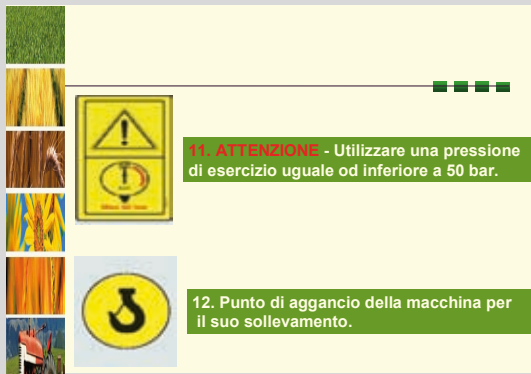 11. ATTENZIONE - Utilizzare una pressione
di esercizio uguale od inferiore a 50 bar.
12. Punto di aggancio della macchina per
il suo sollevamento.